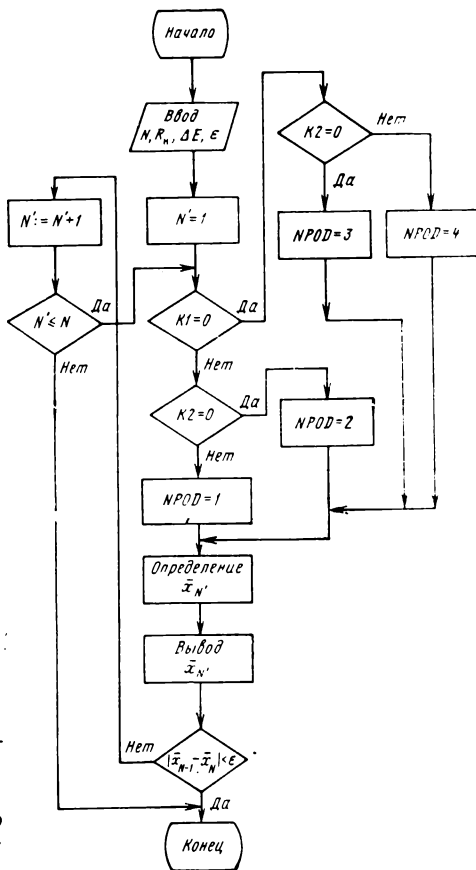 Начало
Ввод
N, Rн, ΔE, ε
N'=1
N':= N'+1
N' ≤ N
Да
Нет
K1=0
Да
Нет
K2=0
Нет
Да
NPOD=3
NPOD=4
K2=0
Да
Нет
NPOD=2
NPOD=1
Определение
x̄N'
Вывод
x̄N'
Нет
|x̄N-1 - x̄N| < ε
Да
Конец